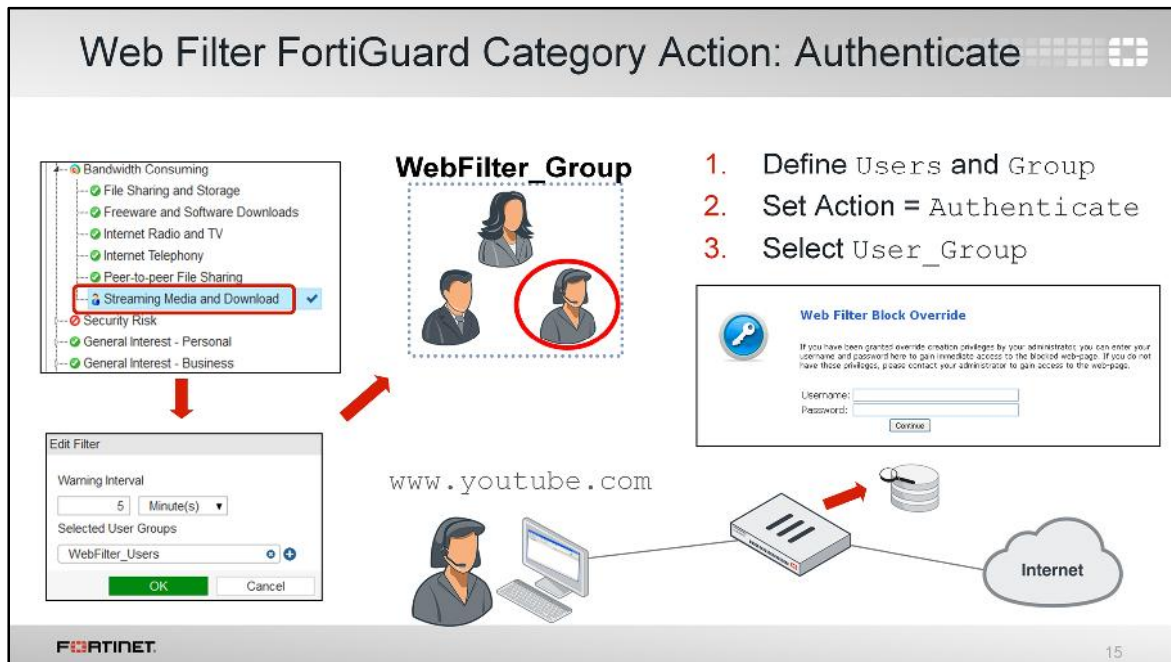 Web Filter FortiGuard Category Action: Authenticate
Bandwidth Consuming
File Sharing and Storage
Freeware and Software Downloads
Internet Radio and TV
Internet Telephony
Peer-to-peer File Sharing
Streaming Media and Download
Security Risk
General Interest - Personal
General Interest - Business
Edit Filter
Warning Interval
5 Minute(s)
Selected User Groups
WebFilter_Users
OK Cancel
WebFilter_Group
1. Define Users and Group
2. Set Action = Authenticate
3. Select User_Group
Web Filter Block Override
If you have been granted override creation privileges by your administrator, you can enter your
username and password here to gain immediate access to the blocked web-page. If you do not
have these privileges, please contact your administrator to gain access to the web-page.
Username:
Password:
Continue
www.youtube.com
Internet
FORTINET.
15